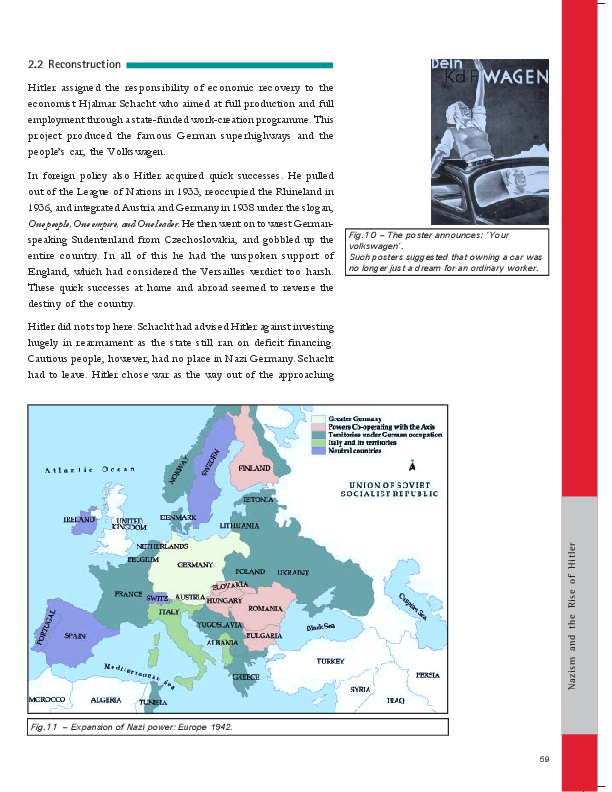 2.2 Reconstruction
Hitler assigned the responsibility of economic recovery to the
economist Hjalmar Schacht who aimed at full production and full
employment through a state-funded work-creation programme. This
project produced the famous German superhighways and the
people's car, the Volkswagen.
In foreign policy also Hitler acquired quick successes. He pulled
out of the League of Nations in 1933, reoccupied the Rhineland in
1936, and integrated Austria and Germany in 1938 under the slogan,
One people, One empire, and One leader. He then went on to wrest German-
speaking Sudentenland from Czechoslovakia, and gobbled up the
entire country. In all of this he had the unspoken support of
England, which had considered the Versailles verdict too harsh.
These quick successes at home and abroad seemed to reverse the
destiny of the country.
Hitler did not stop here. Schacht had advised Hitler against investing
hugely in rearmament as the state still ran on deficit financing.
Cautious people, however, had no place in Nazi Germany. Schacht
had to leave. Hitler chose war as the way out of the approaching
Dein
KdF WAGEN
Fig.10 – The poster announces: 'Your
volkswagen'.
Such posters suggested that owning a car was
no longer just a dream for an ordinary worker.
Greater Germany
Powers Co-operating with the Axis
Territories under German occupation
Italy and its territories
Neutral countries
Atlantic Ocean
NORWAY
SWEDEN
FINLAND
UNION OF SOVIET
SOCIALIST REPUBLIC
ESTONIA
IRELAND
UNITED
KINGDOM
DENMARK
LITHUANIA
NETHERLANDS
BELGIUM
GERMANY
POLAND
UKRAINE
SLOVARIA
FRANCE
SWITZ
AUSTRIA
HUNGARY
ITALY
ROMANIA
Caspian Sea
PORTUGAL
SPAIN
YUGOSLAVIA
Black Sea
BULGARIA
ALBANIA
Mediterranean Sea
GREECE
TURKEY
PERSIA
SYRIA
IRAQ
MOROCCO
ALGERIA
TUNISIA
Fig.11 – Expansion of Nazi power: Europe 1942.
Nazism and the Rise of Hitler
59